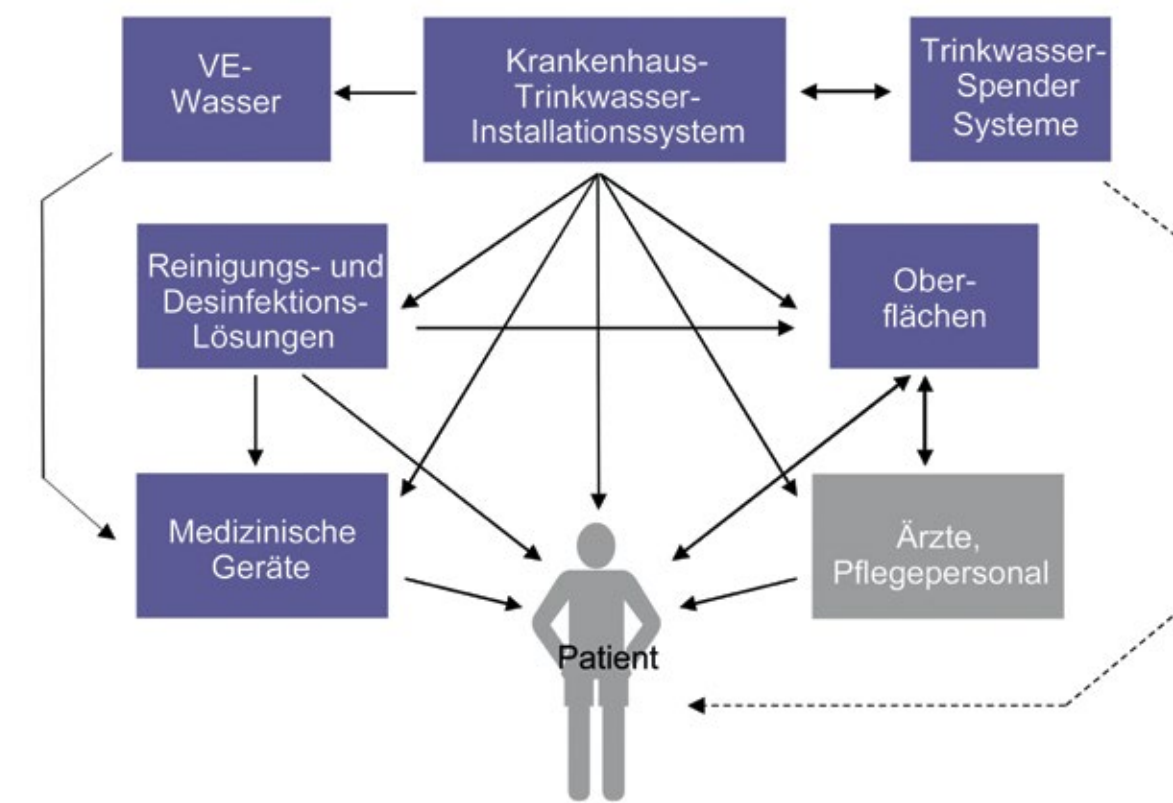 VE-
Wasser
Krankenhaus-
Trinkwasser-
Installationssystem
Trinkwasser-
Spender
Systeme
Reinigungs- und
Desinfektions-
Lösungen
Ober-
flächen
Medizinische
Geräte
Ärzte,
Pflegepersonal
Patient